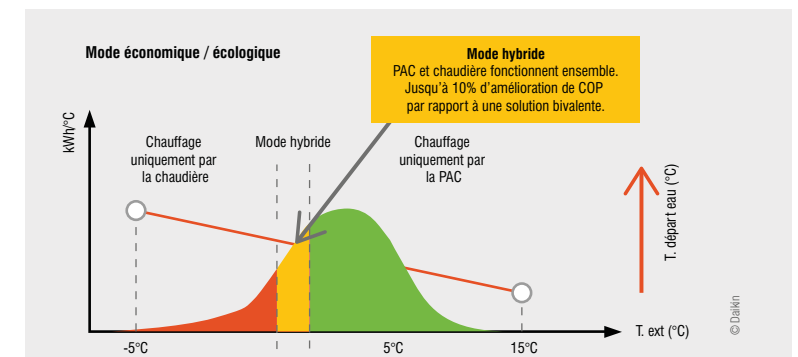 Mode économique / écologique
Mode hybride
PAC et chaudière fonctionnent ensemble.
Jusqu'à 10% d'amélioration de COP
par rapport à une solution bivalente.
kWh/°C
Chauffage
uniquement par
la chaudière
Mode hybride
Chauffage
uniquement par
la PAC
T. départ eau (°C)
T. ext (°C)
-5°C
5°C
15°C
© Daikin